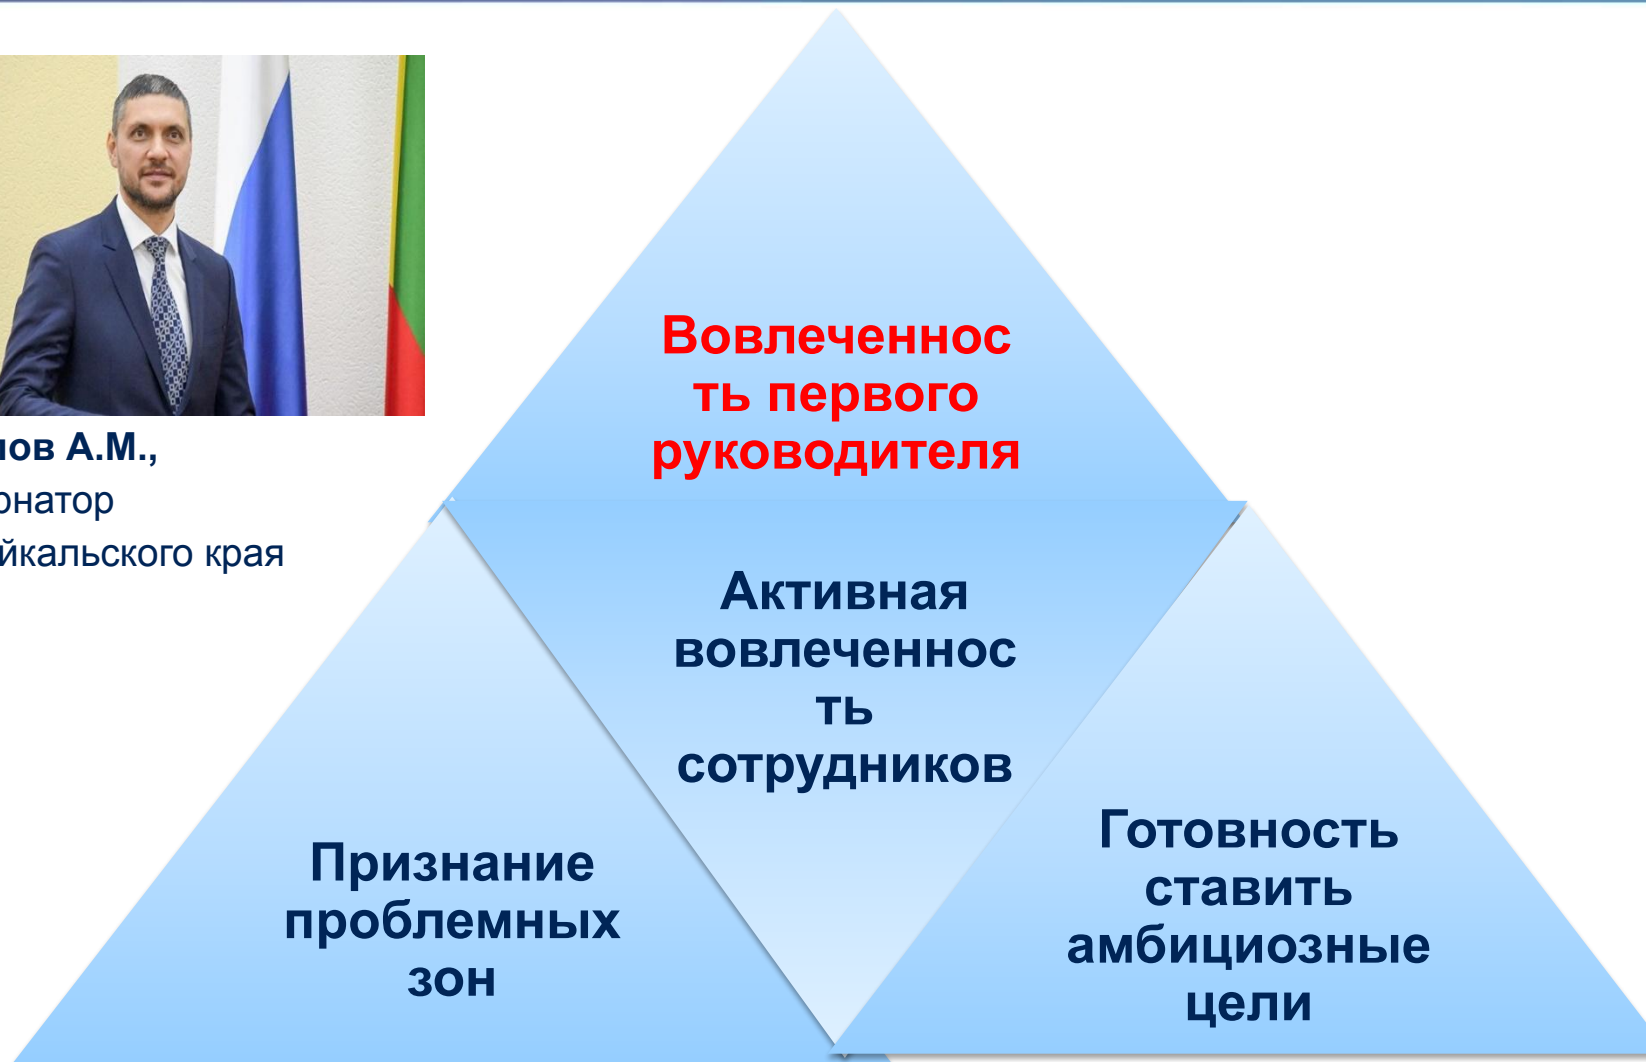 нов А.М.,
рнатор
йкальского края
Вовлеченнос
ть первого
руководителя
Активная
вовлеченнос
ть
сотрудников
Признание
проблемных
зон
Готовность
ставить
амбициозные
цели